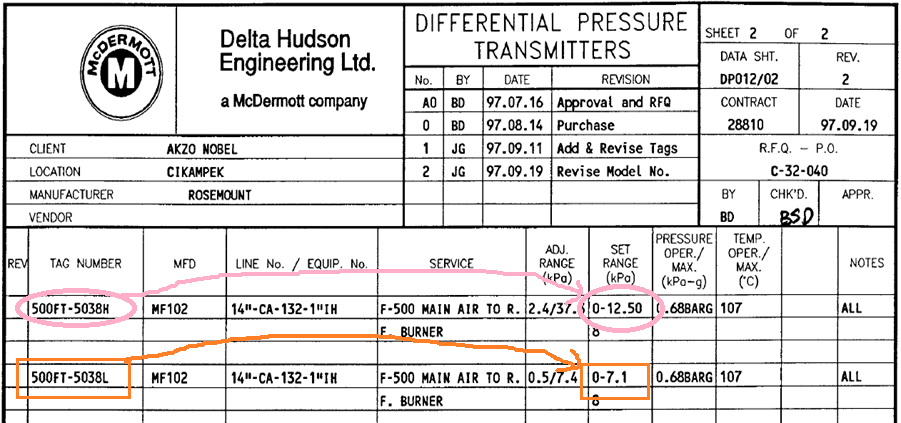 McDERMOTT
M
Delta Hudson
Engineering Ltd.
a McDermott company
DIFFERENTIAL PRESSURE
TRANSMITTERS
No. BY DATE REVISION
A0 BD 97.07.16 Approval and RFQ
0 BD 97.08.14 Purchase
1 JG 97.09.11 Add & Revise Tags
2 JG 97.09.19 Revise Model No.
SHEET 2 OF 2
DATA SHT. REV.
DP012/02 2
CONTRACT DATE
28810 97.09.19
R.F.Q. - P.O.
C-32-040
BY CHK'D. APPR.
BD BSD
CLIENT AKZO NOBEL
LOCATION CIKAMPEK
MANUFACTURER ROSEMOUNT
VENDOR
REV TAG NUMBER MFD LINE No. / EQUIP. No. SERVICE ADJ. RANGE (kPa) SET RANGE (kPa) PRESSURE OPER./ MAX. (kPa-g) TEMP. OPER./ MAX. (°C) NOTES
500FT-5038H MF102 14"-CA-132-1"IH F-500 MAIN AIR TO R. 2.4/37. 0-12.50 0.68BARG 107 ALL
F. BURNER 8
500FT-5038L MF102 14"-CA-132-1"IH F-500 MAIN AIR TO R. 0.5/7.4 0-7.1 0.68BARG 107 ALL
F. BURNER 8